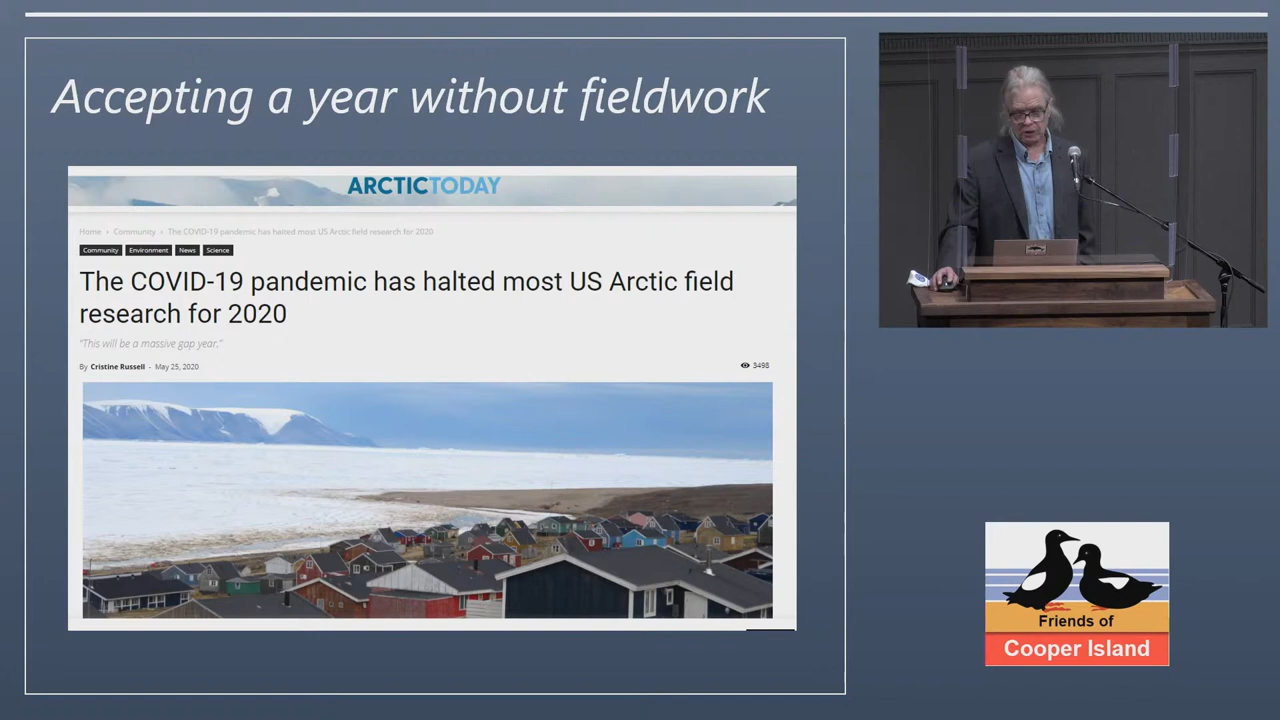 Accepting a year without fieldwork
ARCTICTODAY
Home › Community › The COVID-19 pandemic has halted most US Arctic field research for 2020
Community Environment News Science
The COVID-19 pandemic has halted most US Arctic field
research for 2020
"This will be a massive gap year."
By Cristine Russell - May 25, 2020
3498
Friends of
Cooper Island